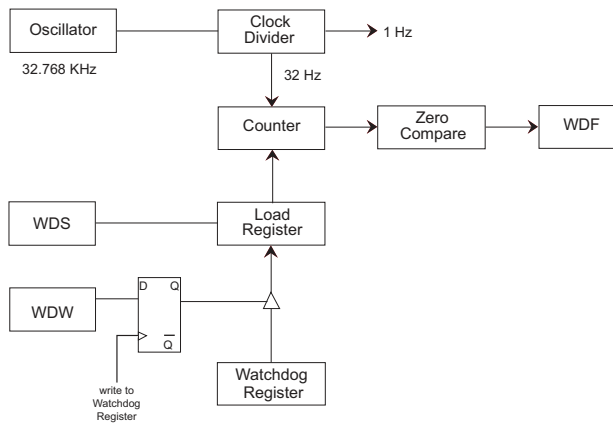 Oscillator
Clock
Divider
1 Hz
32.768 KHz
32 Hz
Counter
Zero
Compare
WDF
WDS
Load
Register
WDW
D Q
Q
write to
Watchdog
Register
Watchdog
Register